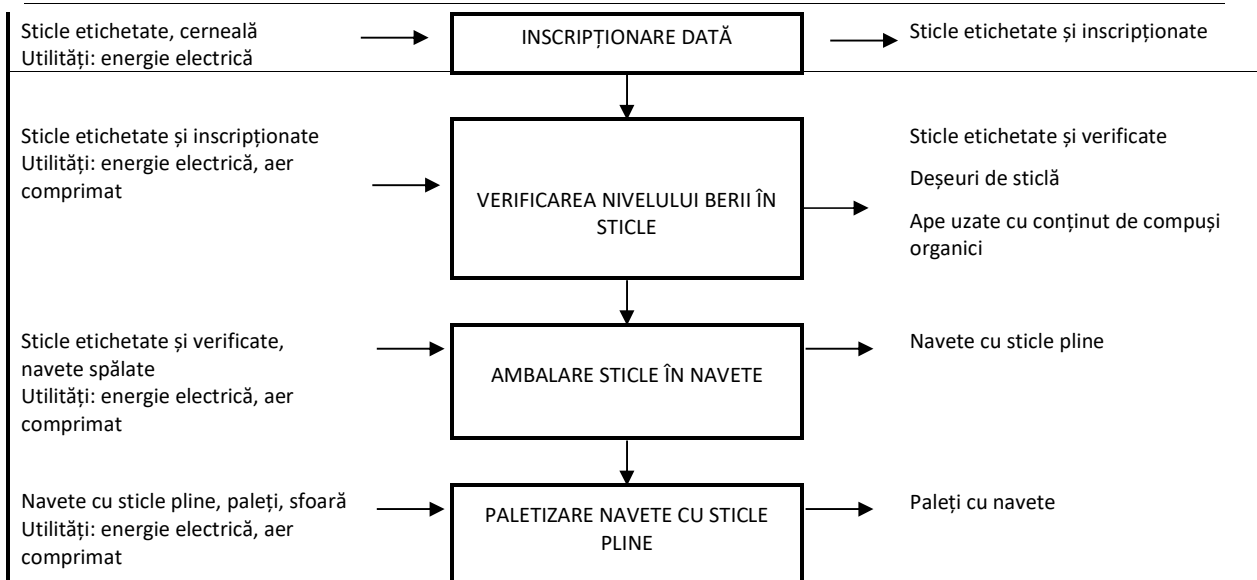 Sticle etichetate, cerneală
Utilități: energie electrică
INSCRIPȚIONARE DATĂ
Sticle etichetate și inscripționate
Sticle etichetate și inscripționate
Utilități: energie electrică, aer
comprimat
VERIFICAREA NIVELULUI BERII ÎN
STICLE
Sticle etichetate și verificate
Deșeuri de sticlă
Ape uzate cu conținut de compuși
organici
Sticle etichetate și verificate,
navete spălate
Utilități: energie electrică, aer
comprimat
AMBALARE STICLE ÎN NAVETE
Navete cu sticle pline
Navete cu sticle pline, paleți, sfoară
Utilități: energie electrică, aer
comprimat
PALETIZARE NAVETE CU STICLE
PLINE
Paleți cu navete